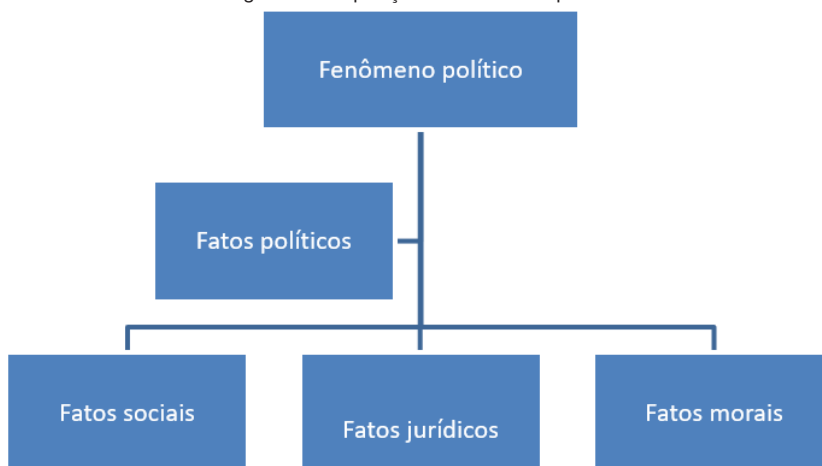 Fenômeno político
Fatos políticos
Fatos sociais
Fatos jurídicos
Fatos morais